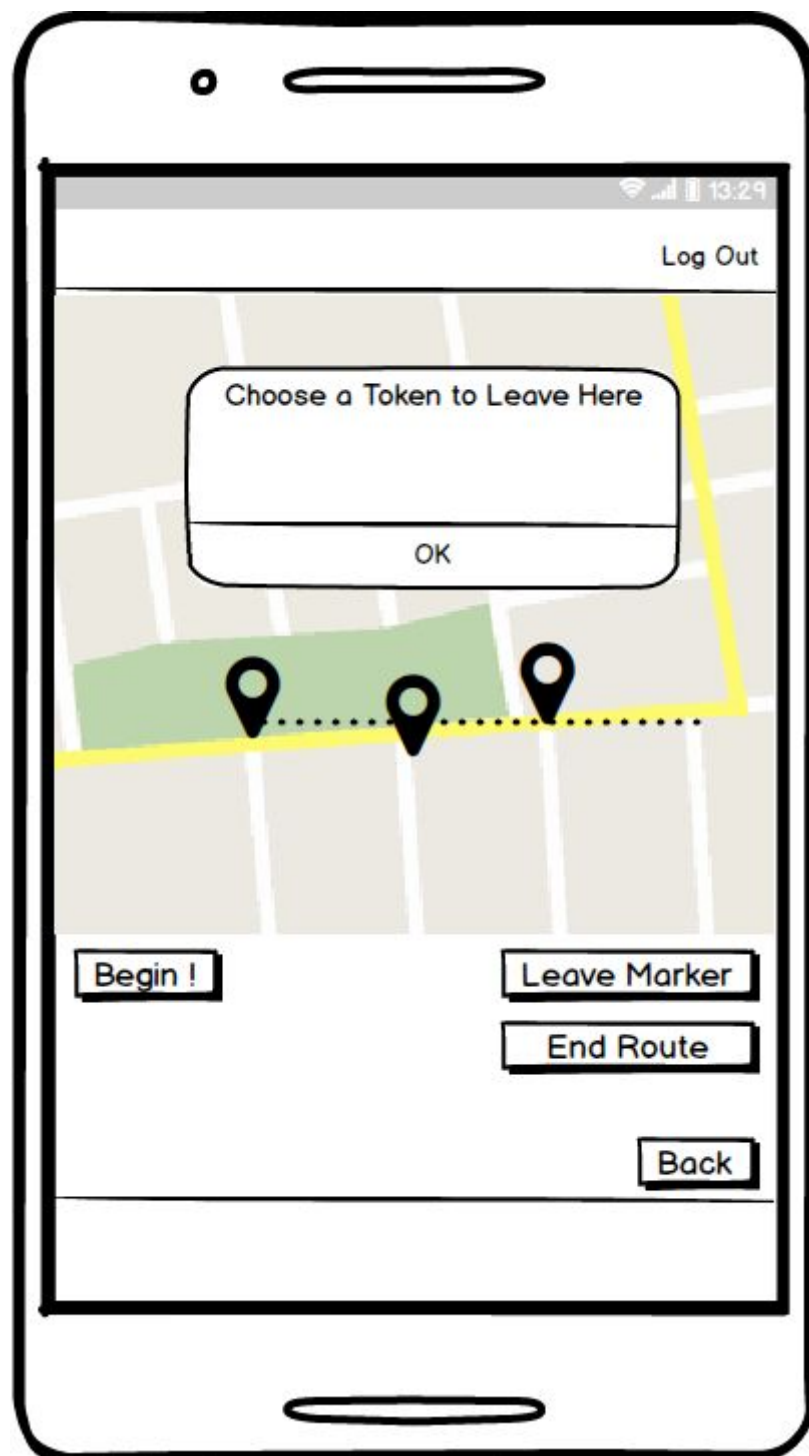 13:29
Log Out
Choose a Token to Leave Here
OK
Begin !
Leave Marker
End Route
Back